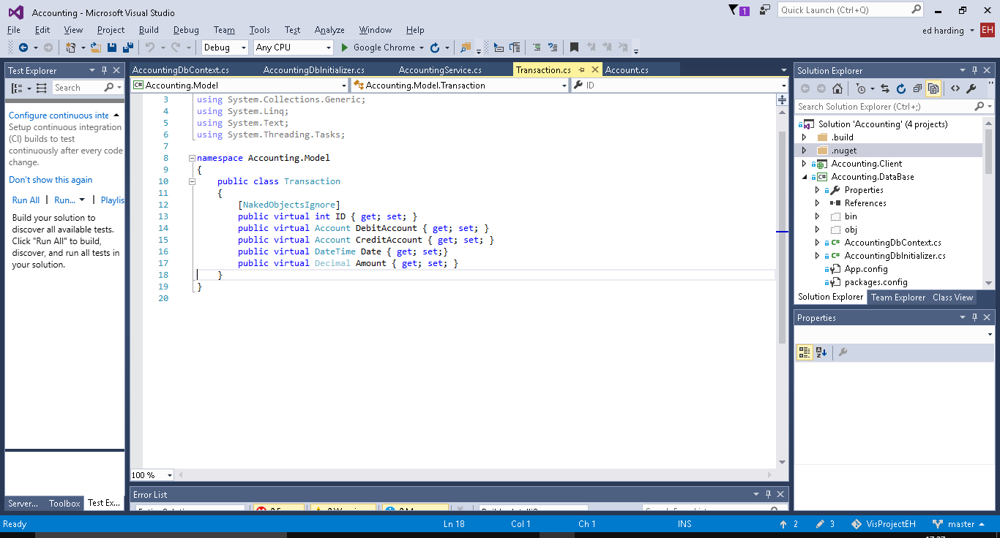 Accounting - Microsoft Visual Studio
1
Quick Launch (Ctrl+Q)
File Edit View Project Build Debug Team Tools Test Analyze Window Help
ed harding EH
Debug Any CPU Google Chrome
Test Explorer
Search
Configure continuous inte
Setup continuous integration
(CI) builds to test
continuously after every code
change.
Don't show this again
Run All | Run... | Playlis
Build your solution to
discover all available tests.
Click "Run All" to build,
discover, and run all tests in
your solution.
Server... Toolbox Test Ex...
AccountingDbContext.cs AccountingDbInitializer.cs AccountingService.cs Transaction.cs Account.cs
C# Accounting.Model Accounting.Model.Transaction ID
3 using System.Collections.Generic;
4 using System.Linq;
5 using System.Text;
6 using System.Threading.Tasks;
7
8 namespace Accounting.Model
9 {
10 public class Transaction
11 {
12 [NakedObjectsIgnore]
13 public virtual int ID { get; set; }
14 public virtual Account DebitAccount { get; set; }
15 public virtual Account CreditAccount { get; set; }
16 public virtual DateTime Date { get; set;}
17 public virtual Decimal Amount { get; set; }
18 }
19 }
20
100 %
Error List
Solution Explorer
Search Solution Explorer (Ctrl+;)
Solution 'Accounting' (4 projects)
.build
.nuget
Accounting.Client
C# Accounting.DataBase
Properties
References
bin
obj
C# AccountingDbContext.cs
C# AccountingDbInitializer.cs
App.config
packages.config
Solution Explorer Team Explorer Class View
Properties
Ready Ln 18 Col 1 Ch 1 INS 2 3 VisProjectEH master